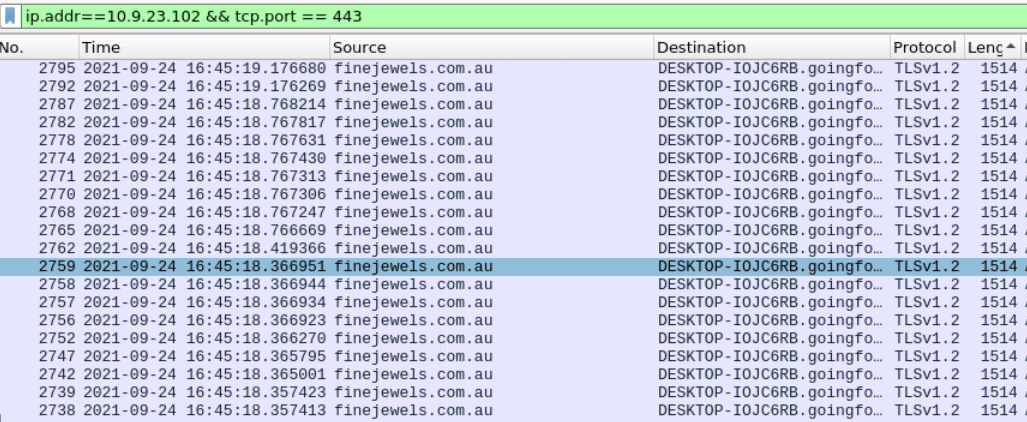 ip.addr==10.9.23.102 && tcp.port == 443
No. Time Source Destination Protocol Leng
2795 2021-09-24 16:45:19.176680 finejewels.com.au DESKTOP-IOJC6RB.goingfo… TLSv1.2 1514
2792 2021-09-24 16:45:19.176269 finejewels.com.au DESKTOP-IOJC6RB.goingfo… TLSv1.2 1514
2787 2021-09-24 16:45:18.768214 finejewels.com.au DESKTOP-IOJC6RB.goingfo… TLSv1.2 1514
2782 2021-09-24 16:45:18.767817 finejewels.com.au DESKTOP-IOJC6RB.goingfo… TLSv1.2 1514
2778 2021-09-24 16:45:18.767631 finejewels.com.au DESKTOP-IOJC6RB.goingfo… TLSv1.2 1514
2774 2021-09-24 16:45:18.767430 finejewels.com.au DESKTOP-IOJC6RB.goingfo… TLSv1.2 1514
2771 2021-09-24 16:45:18.767313 finejewels.com.au DESKTOP-IOJC6RB.goingfo… TLSv1.2 1514
2770 2021-09-24 16:45:18.767306 finejewels.com.au DESKTOP-IOJC6RB.goingfo… TLSv1.2 1514
2768 2021-09-24 16:45:18.767247 finejewels.com.au DESKTOP-IOJC6RB.goingfo… TLSv1.2 1514
2765 2021-09-24 16:45:18.766669 finejewels.com.au DESKTOP-IOJC6RB.goingfo… TLSv1.2 1514
2762 2021-09-24 16:45:18.419366 finejewels.com.au DESKTOP-IOJC6RB.goingfo… TLSv1.2 1514
2759 2021-09-24 16:45:18.366951 finejewels.com.au DESKTOP-IOJC6RB.goingfo… TLSv1.2 1514
2758 2021-09-24 16:45:18.366944 finejewels.com.au DESKTOP-IOJC6RB.goingfo… TLSv1.2 1514
2757 2021-09-24 16:45:18.366934 finejewels.com.au DESKTOP-IOJC6RB.goingfo… TLSv1.2 1514
2756 2021-09-24 16:45:18.366923 finejewels.com.au DESKTOP-IOJC6RB.goingfo… TLSv1.2 1514
2752 2021-09-24 16:45:18.366270 finejewels.com.au DESKTOP-IOJC6RB.goingfo… TLSv1.2 1514
2747 2021-09-24 16:45:18.365795 finejewels.com.au DESKTOP-IOJC6RB.goingfo… TLSv1.2 1514
2742 2021-09-24 16:45:18.365001 finejewels.com.au DESKTOP-IOJC6RB.goingfo… TLSv1.2 1514
2739 2021-09-24 16:45:18.357423 finejewels.com.au DESKTOP-IOJC6RB.goingfo… TLSv1.2 1514
2738 2021-09-24 16:45:18.357413 finejewels.com.au DESKTOP-IOJC6RB.goingfo… TLSv1.2 1514